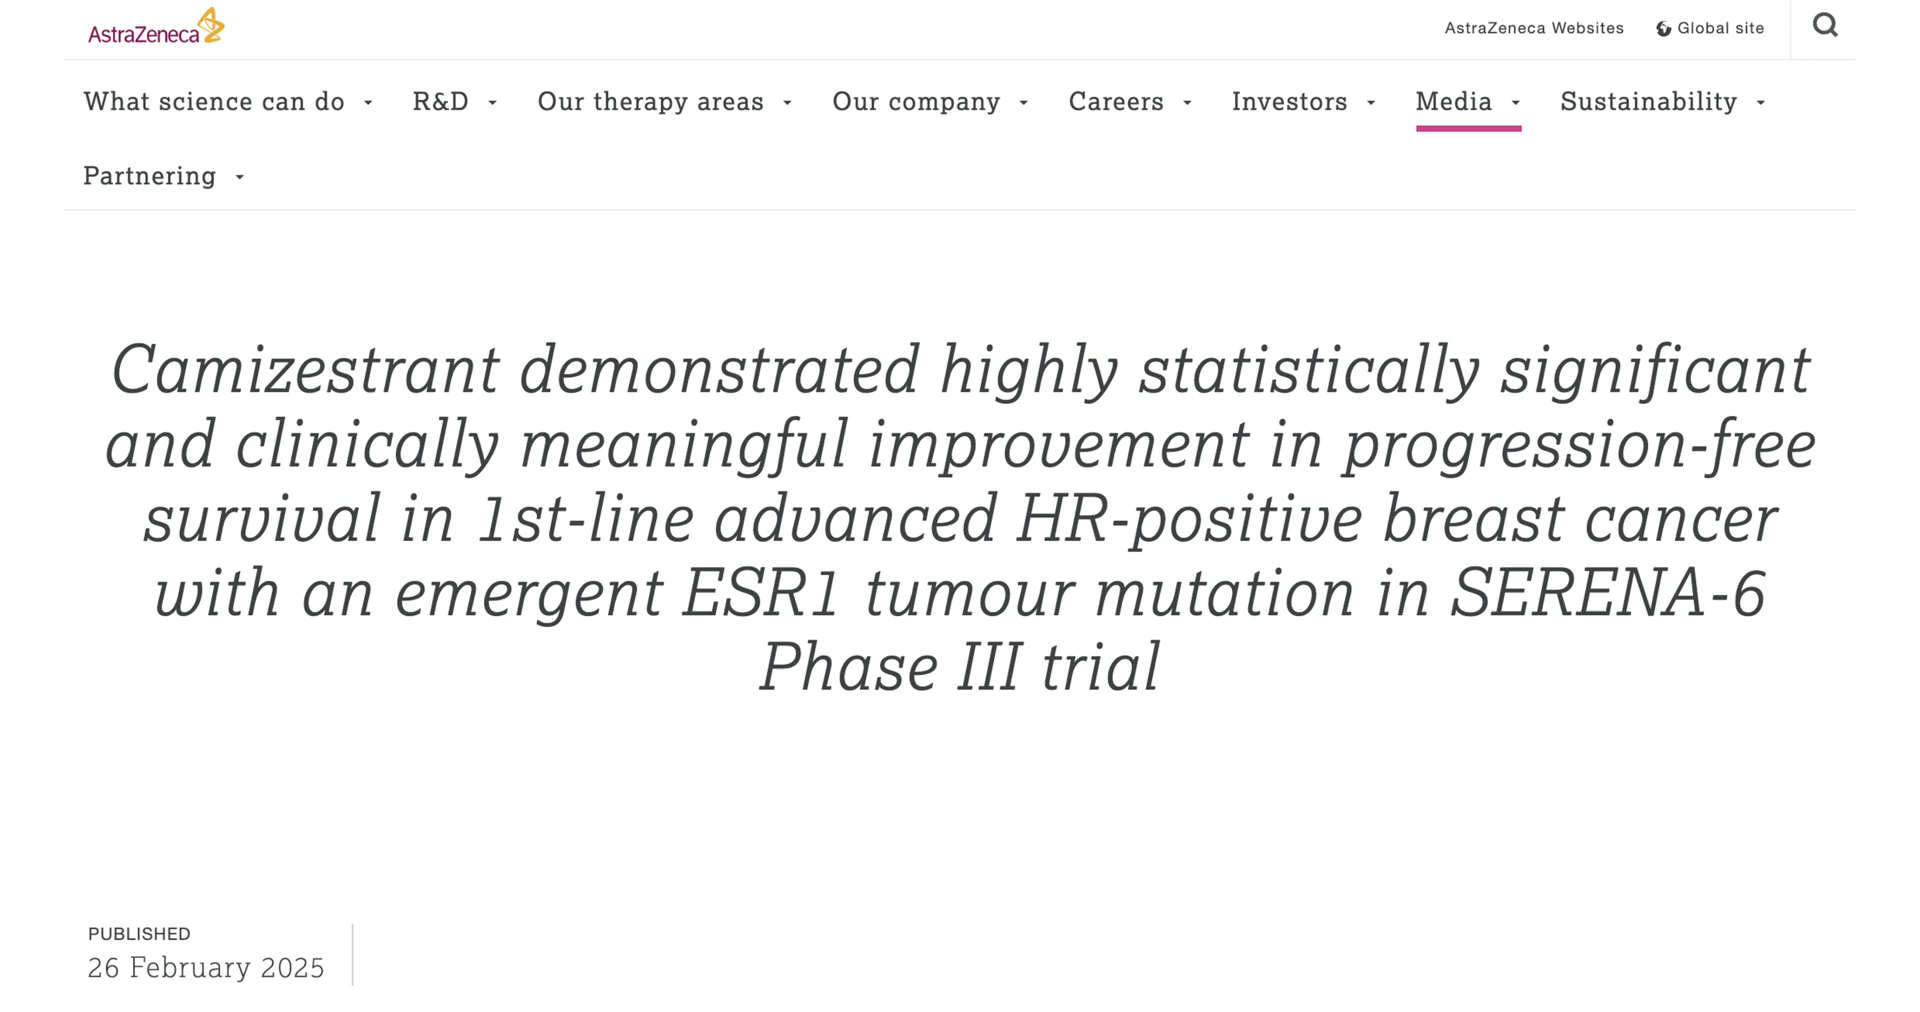 AstraZeneca
AstraZeneca Websites Global site
What science can do R&D Our therapy areas Our company Careers Investors Media Sustainability
Partnering
Camizestrant demonstrated highly statistically significant
and clinically meaningful improvement in progression-free
survival in 1st-line advanced HR-positive breast cancer
with an emergent ESR1 tumour mutation in SERENA-6
Phase III trial
PUBLISHED
26 February 2025